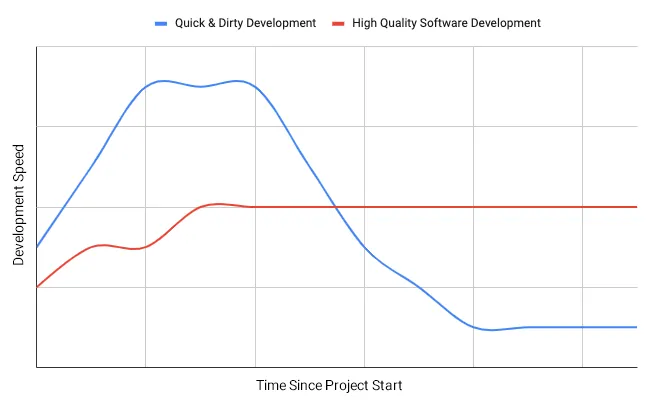 Quick & Dirty Development
High Quality Software Development
Development Speed
Time Since Project Start